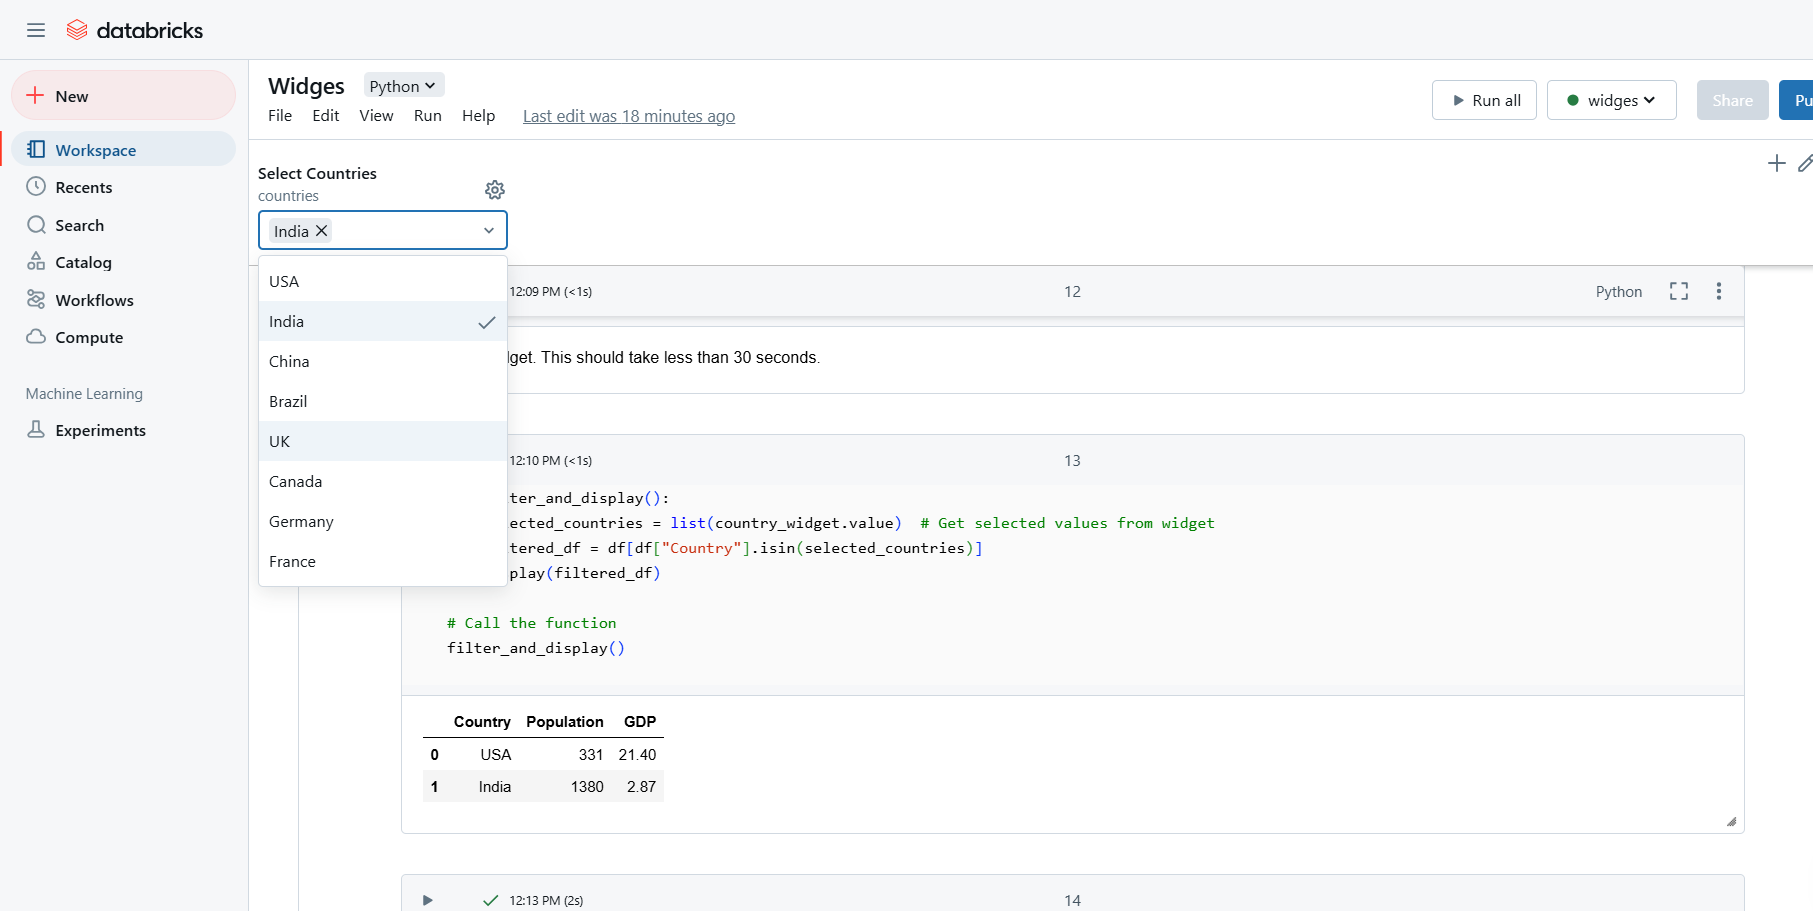 databricks
New
Workspace
Recents
Search
Catalog
Workflows
Compute
Machine Learning
Experiments
Widges
Python
File Edit View Run Help Last edit was 18 minutes ago
Run all
widges
Share
Pu
Select Countries
countries
India
USA
India
China
Brazil
UK
Canada
Germany
France
12:09 PM (<1s)
12
Python
dget. This should take less than 30 seconds.
12:10 PM (<1s)
13
ter_and_display():
ected_countries = list(country_widget.value)  # Get selected values from widget
tered_df = df[df["Country"].isin(selected_countries)]
play(filtered_df)
# Call the function
filter_and_display()
Country Population GDP
0 USA 331 21.40
1 India 1380 2.87
12:13 PM (2s)
14